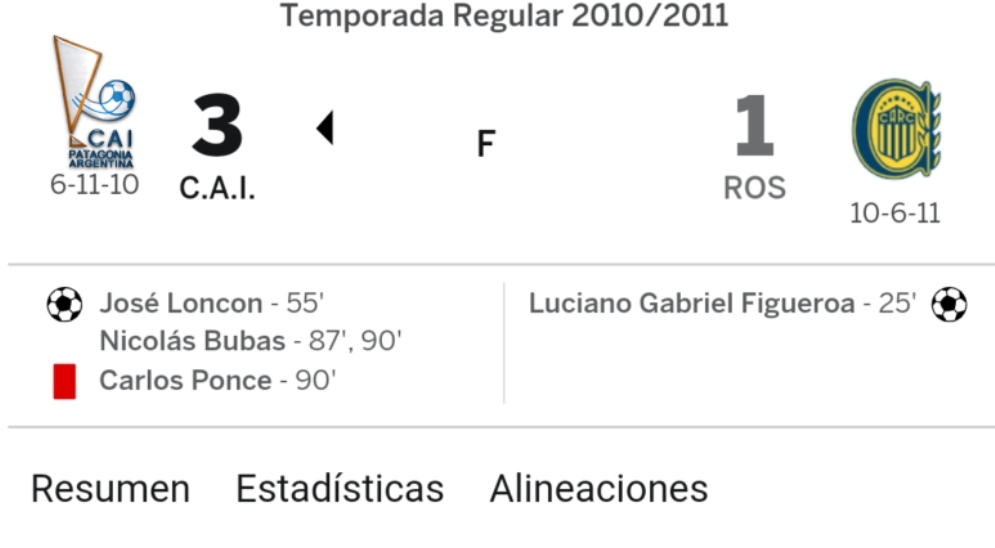 Temporada Regular 2010/2011
CAI
PATAGONIA
ARGENTINA
6-11-10
3
C.A.I.
F
1
ROS
CARC
10-6-11
José Loncon - 55'
Nicolás Bubas - 87', 90'
Carlos Ponce - 90'
Luciano Gabriel Figueroa - 25'
Resumen Estadísticas Alineaciones